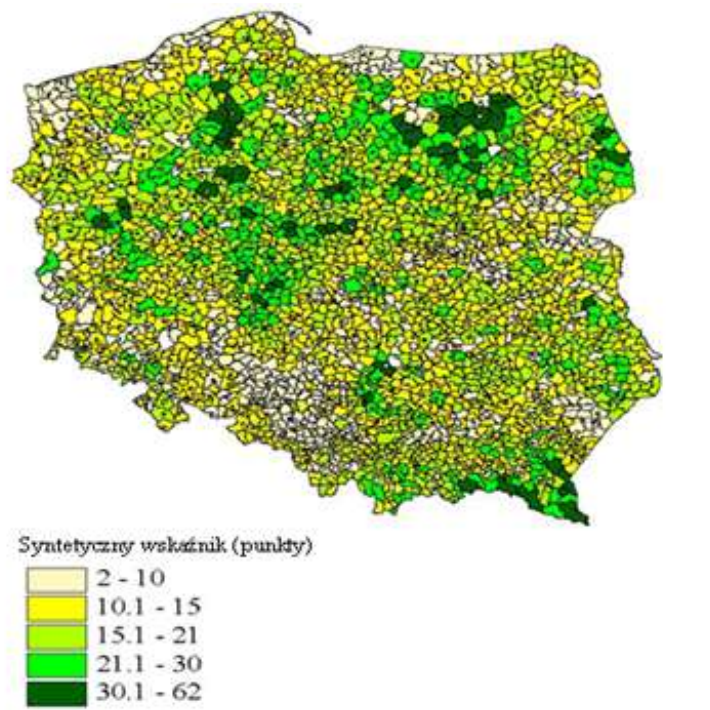 Syntetyczny wskaźnik (punkty)
2 - 10
10.1 - 15
15.1 - 21
21.1 - 30
30.1 - 62